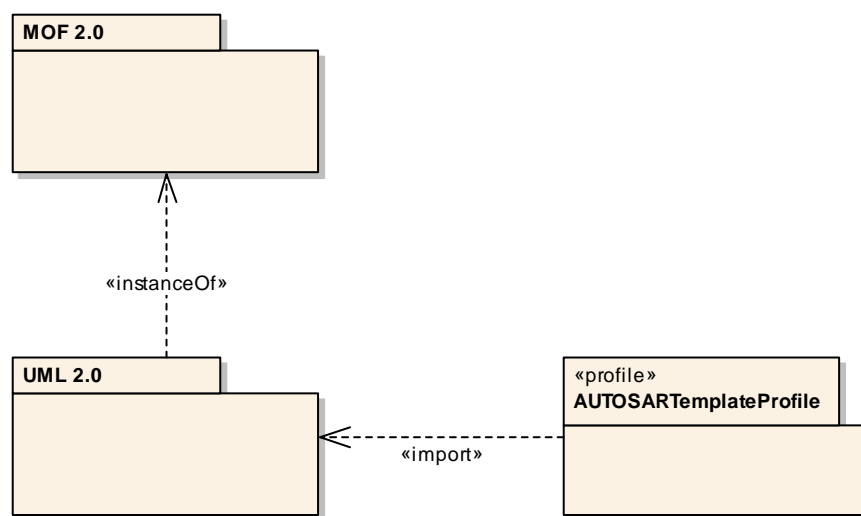 MOF 2.0
«instanceOf»
UML 2.0
«profile»
AUTOSARTemplateProfile
«import»